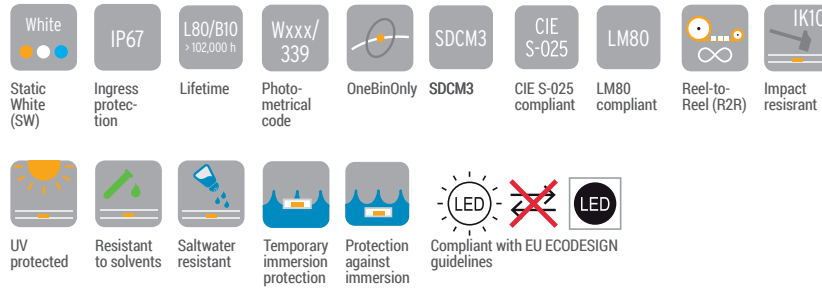 White
IP67
L80/B10
> 102,000 h
Wxxx/
339
SDCM3
CIE
S-025
LM80
IK10
Static
White
(SW)
Ingress
protec-
tion
Lifetime
Photo-
metrical
code
OneBinOnly
SDCM3
CIE S-025
compliant
LM80
compliant
Reel-to-
Reel (R2R)
Impact
resisrant
LED
LED
UV
protected
Resistant
to solvents
Saltwater
resistant
Temporary
immersion
protection
Protection
against
immersion
Compliant with EU ECODESIGN
guidelines